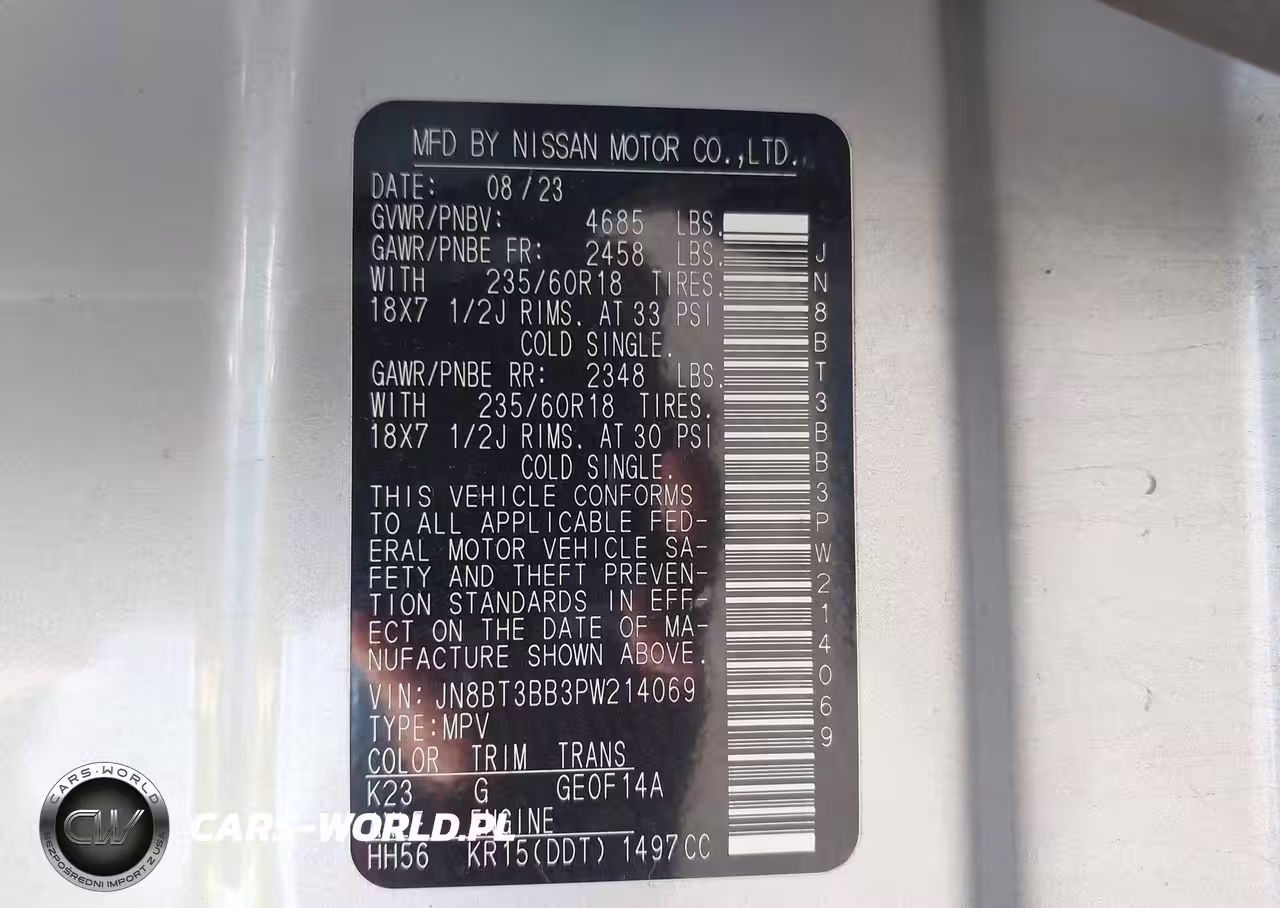 MFD BY NISSAN MOTOR CO.,LTD.
DATE: 08/23
GVWR/PNBV: 4685 LBS.
GAWR/PNBE FR: 2458 LBS.
WITH 235/60R18 TIRES.
18X7 1/2J RIMS. AT 33 PSI
COLD SINGLE.
GAWR/PNBE RR: 2348 LBS.
WITH 235/60R18 TIRES.
18X7 1/2J RIMS. AT 30 PSI
COLD SINGLE.
THIS VEHICLE CONFORMS
TO ALL APPLICABLE FED-
ERAL MOTOR VEHICLE SA-
FETY AND THEFT PREVEN-
TION STANDARDS IN EFF-
ECT ON THE DATE OF MA-
NUFACTURE SHOWN ABOVE.
VIN: JN8BT3BB3PW214069
TYPE:MPV
COLOR TRIM TRANS
K23 G GEOF14A
ENGINE
HH56 KR15(DDT) 1497CC
JN8BT3BB3PW214069
CARS-WORLD
CW
BEZPOŚREDNI IMPORT Z USA
CARS-WORLD.PL